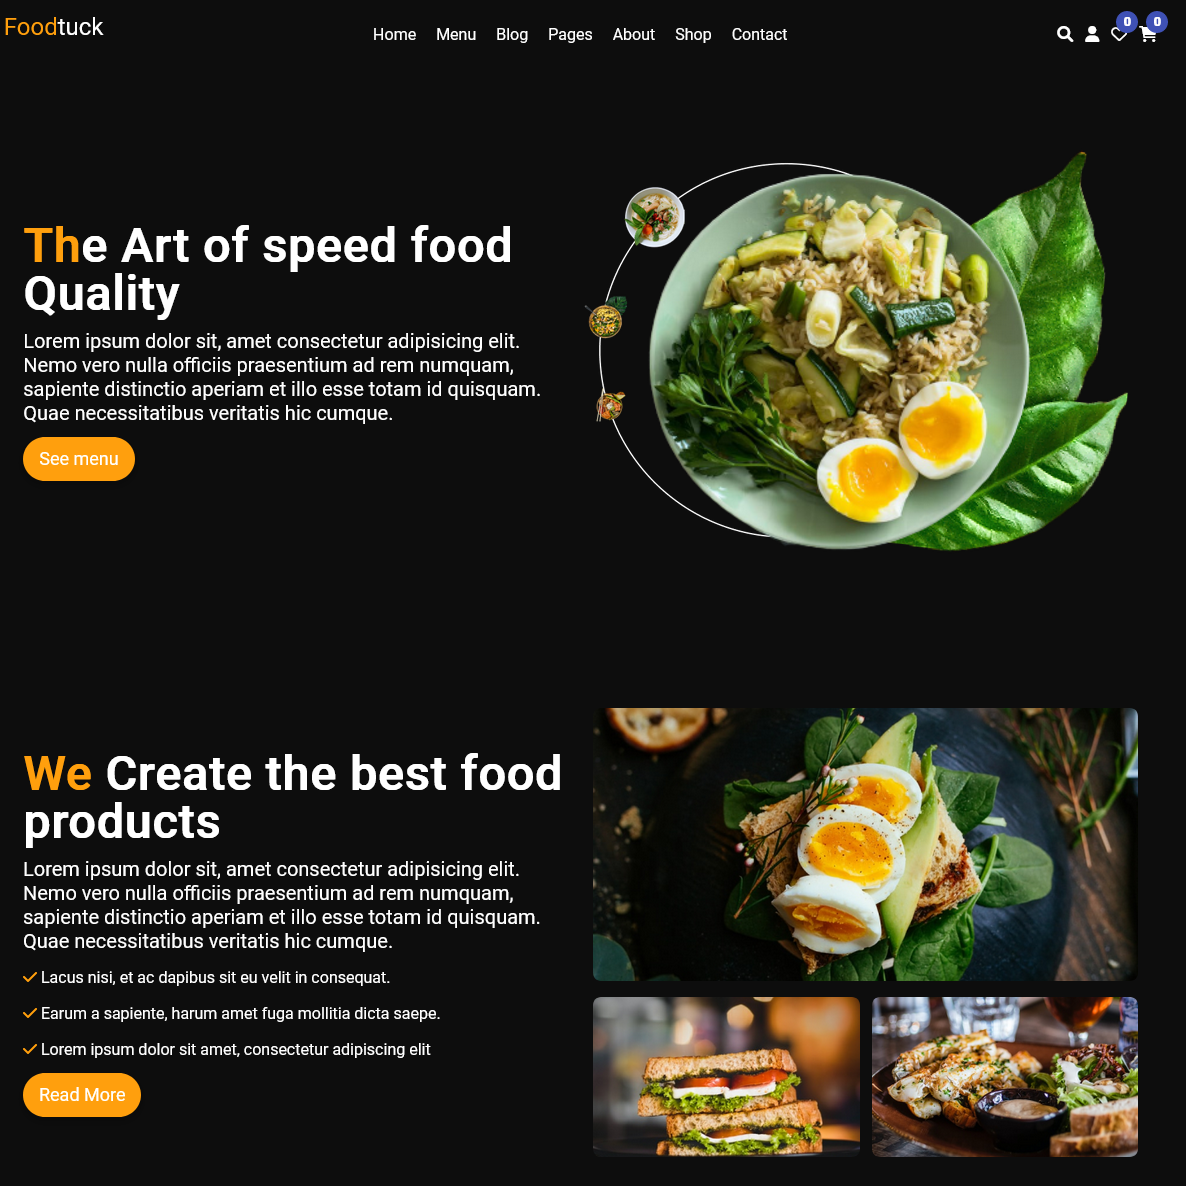 Foodtuck
Home Menu Blog Pages About Shop Contact
0 0
The Art of speed food
Quality
Lorem ipsum dolor sit, amet consectetur adipisicing elit.
Nemo vero nulla officiis praesentium ad rem numquam,
sapiente distinctio aperiam et illo esse totam id quisquam.
Quae necessitatibus veritatis hic cumque.
See menu
We Create the best food
products
Lorem ipsum dolor sit, amet consectetur adipisicing elit.
Nemo vero nulla officiis praesentium ad rem numquam,
sapiente distinctio aperiam et illo esse totam id quisquam.
Quae necessitatibus veritatis hic cumque.
Lacus nisi, et ac dapibus sit eu velit in consequat.
Earum a sapiente, harum amet fuga mollitia dicta saepe.
Lorem ipsum dolor sit amet, consectetur adipiscing elit
Read More